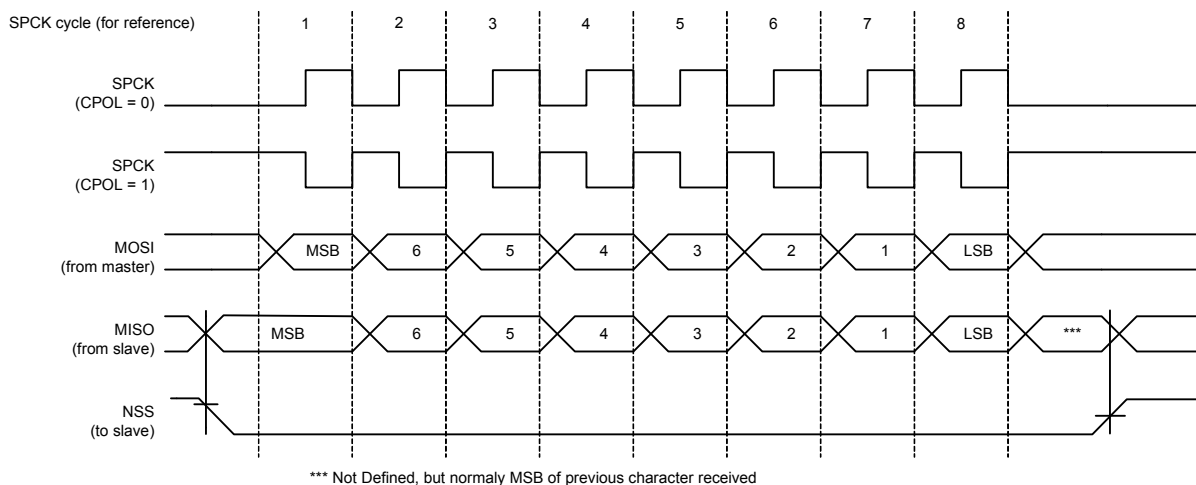 SPCK cycle (for reference)
1 2 3 4 5 6 7 8
SPCK
(CPOL = 0)
SPCK
(CPOL = 1)
MOSI
(from master)
MSB 6 5 4 3 2 1 LSB
MISO
(from slave)
MSB 6 5 4 3 2 1 LSB ***
NSS
(to slave)
*** Not Defined, but normaly MSB of previous character received